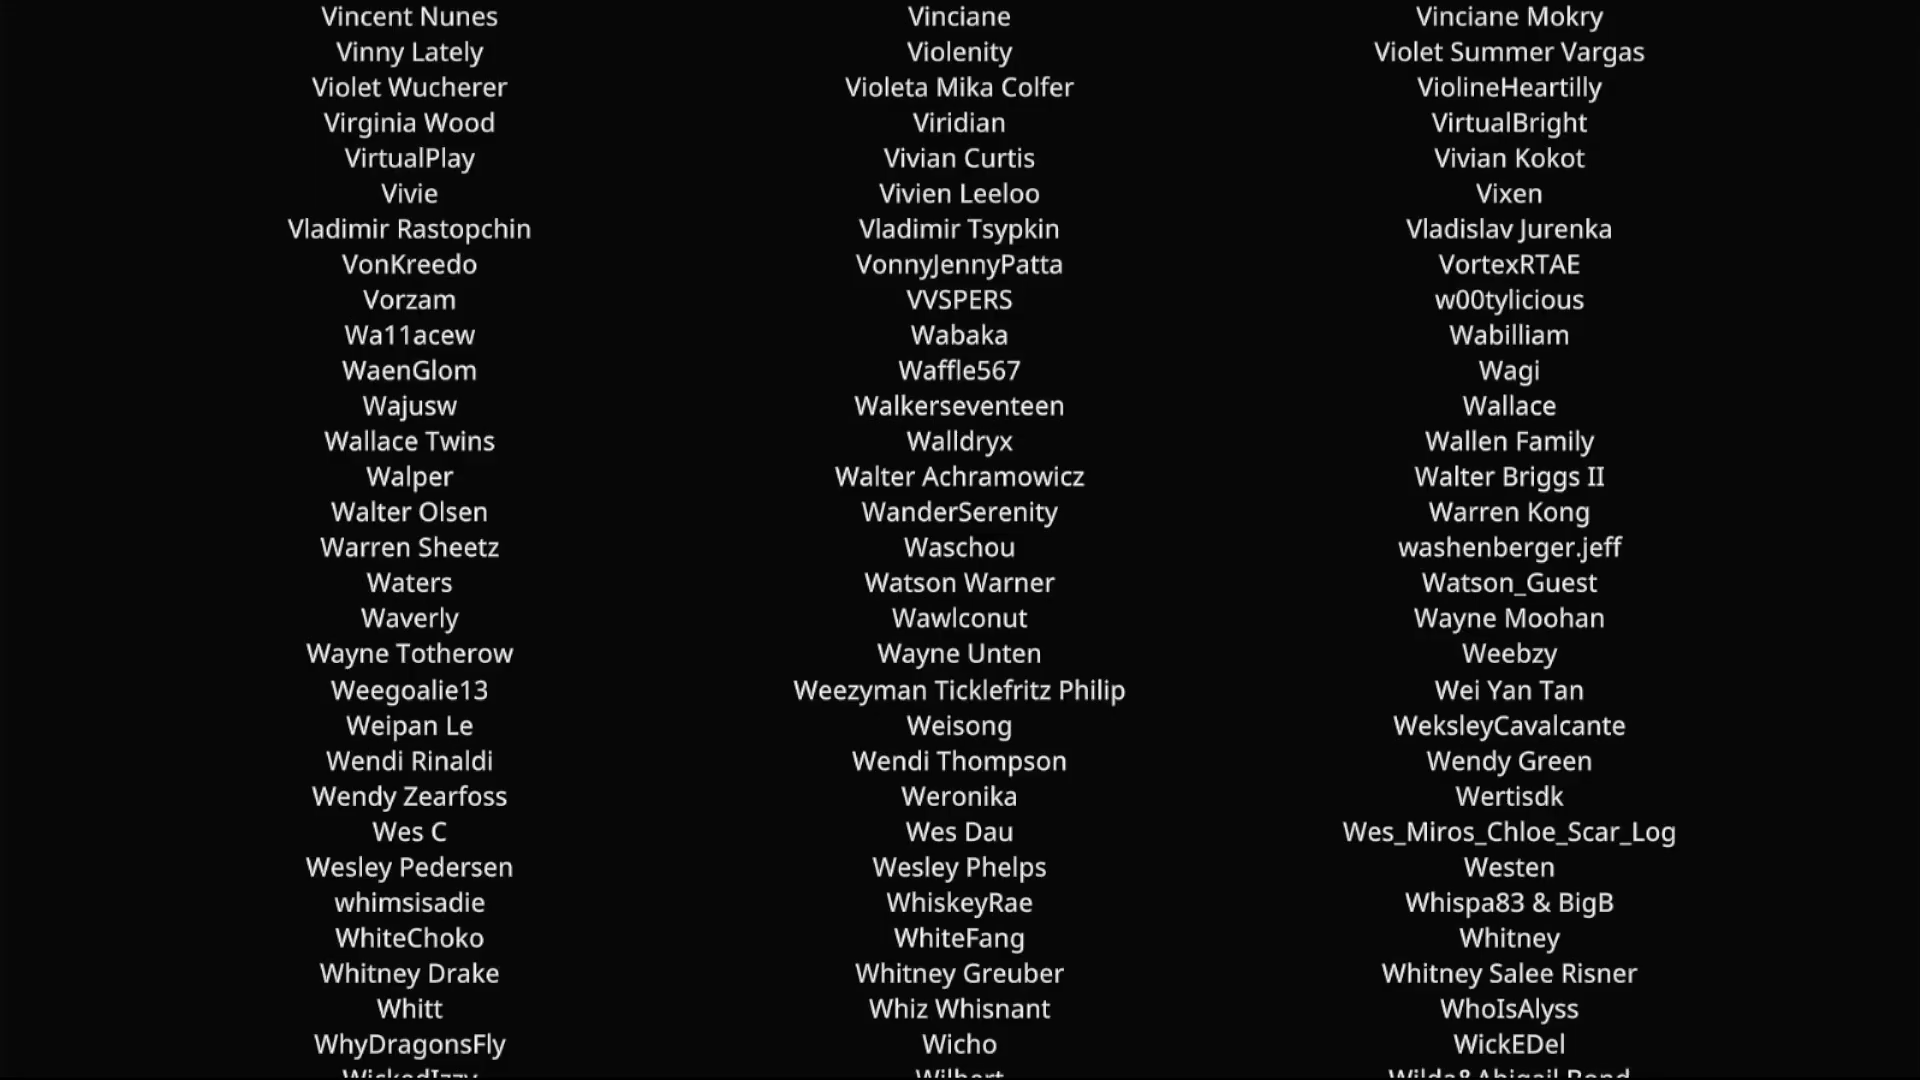 Vincent Nunes Vinciane Vinciane Mokry
Vinny Lately Violenity Violet Summer Vargas
Violet Wucherer Violeta Mika Colfer ViolineHeartilly
Virginia Wood Viridian VirtualBright
VirtualPlay Vivian Curtis Vivian Kokot
Vivie Vivien Leeloo Vixen
Vladimir Rastopchin Vladimir Tsypkin Vladislav Jurenka
VonKreedo VonnyJennyPatta VortexRTAE
Vorzam VVSPERS w00tylicious
Wa11acew Wabaka Wabilliam
WaenGlom Waffle567 Wagi
Wajusw Walkerseventeen Wallace
Wallace Twins Walldryx Wallen Family
Walper Walter Achramowicz Walter Briggs II
Walter Olsen WanderSerenity Warren Kong
Warren Sheetz Waschou washenberger.jeff
Waters Watson Warner Watson_Guest
Waverly Wawlconut Wayne Moohan
Wayne Totherow Wayne Unten Weebzy
Weegoalie13 Weezyman Ticklefritz Philip Wei Yan Tan
Weipan Le Weisong WeksleyCavalcante
Wendi Rinaldi Wendi Thompson Wendy Green
Wendy Zearfoss Weronika Wertisdk
Wes C Wes Dau Wes_Miros_Chloe_Scar_Log
Wesley Pedersen Wesley Phelps Westen
whimsisadie WhiskeyRae Whispa83 & BigB
WhiteChoko WhiteFang Whitney
Whitney Drake Whitney Greuber Whitney Salee Risner
Whitt Whiz Whisnant WhoIsAlyss
WhyDragonsFly Wicho WickEDel